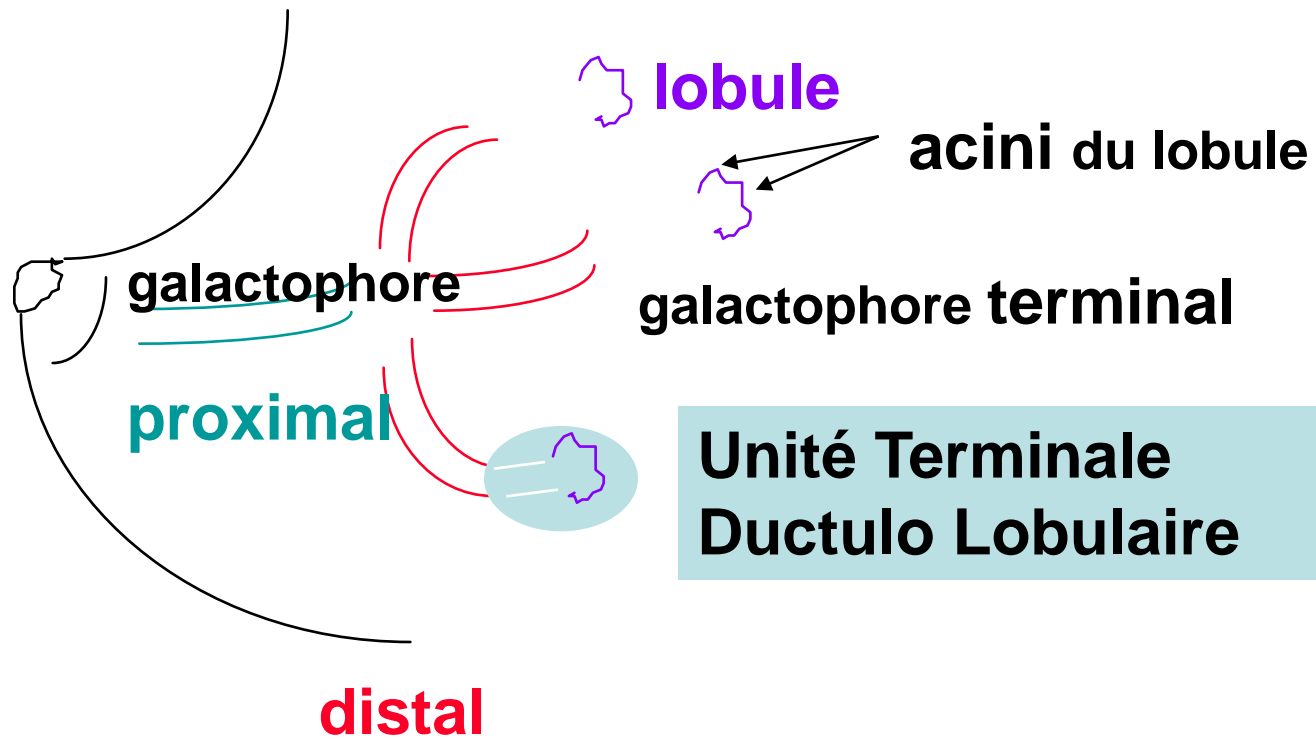 lobule
acini du lobule
galactophore
galactophore terminal
proximal
Unité Terminale
Ductulo Lobulaire
distal